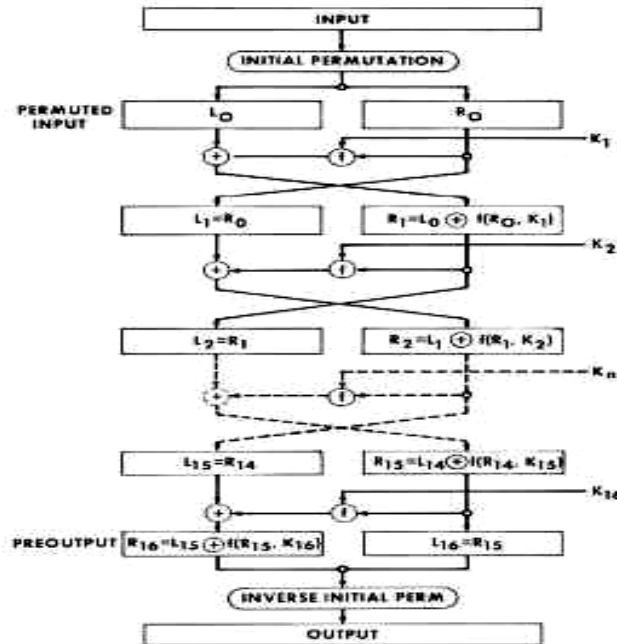 INPUT
INITIAL PERMUTATION
PERMUTED INPUT
L₀
R₀
+
f
K₁
L₁=R₀
R₁=L₀ ⊕ f(R₀, K₁)
+
f
K₂
L₂=R₁
R₂=L₁ ⊕ f(R₁, K₂)
+
f
Kₙ
L₁₅=R₁₄
R₁₅=L₁₄⊕f(R₁₄, K₁₅)
+
f
K₁₆
PREOUTPUT
R₁₆=L₁₅⊕f(R₁₅, K₁₆)
L₁₆=R₁₅
INVERSE INITIAL PERM
OUTPUT